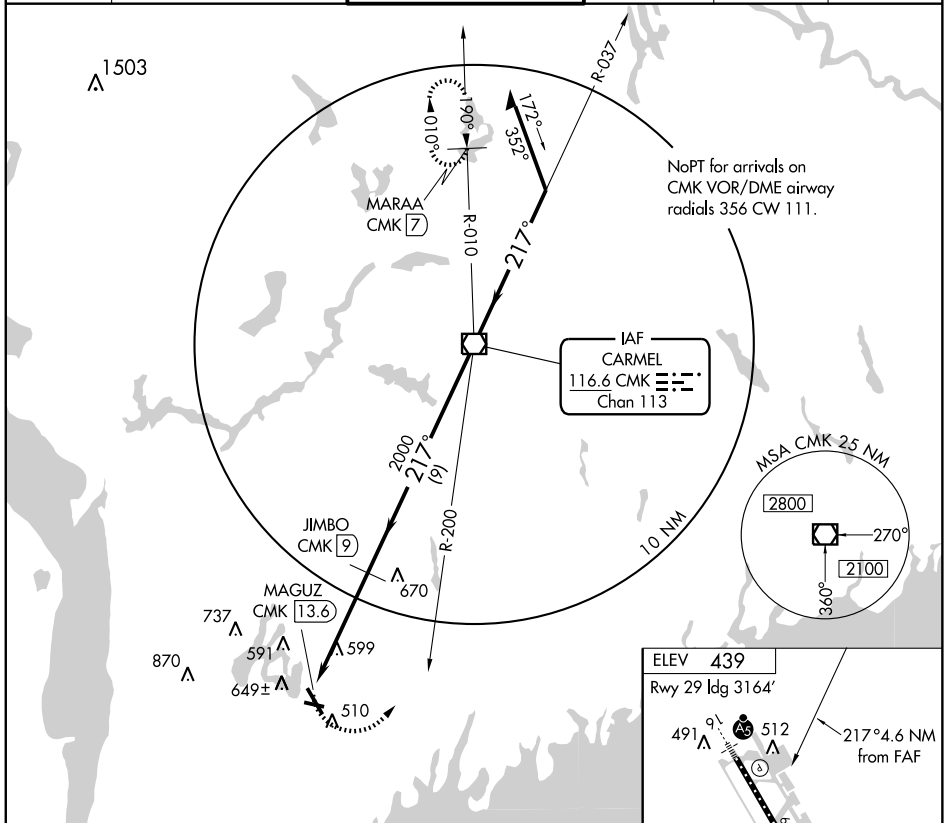 1503
R-037
190°
010°
172°
352°
MARAA
CMK 7
R-010
217°
NoPT for arrivals on
CMK VOR/DME airway
radials 356 CW 111.
IAF
CARMEL
116.6 CMK
Chan 113
2000
217°
(9)
R-200
JIMBO
CMK 9
10 NM
670
MAGUZ
CMK 13.6
737
591
599
870
649±
510
MSA CMK 25 NM
2800
270°
2100
360°
ELEV 439
Rwy 29 ldg 3164'
491
16
A5
512
P
217° 4.6 NM
from FAF